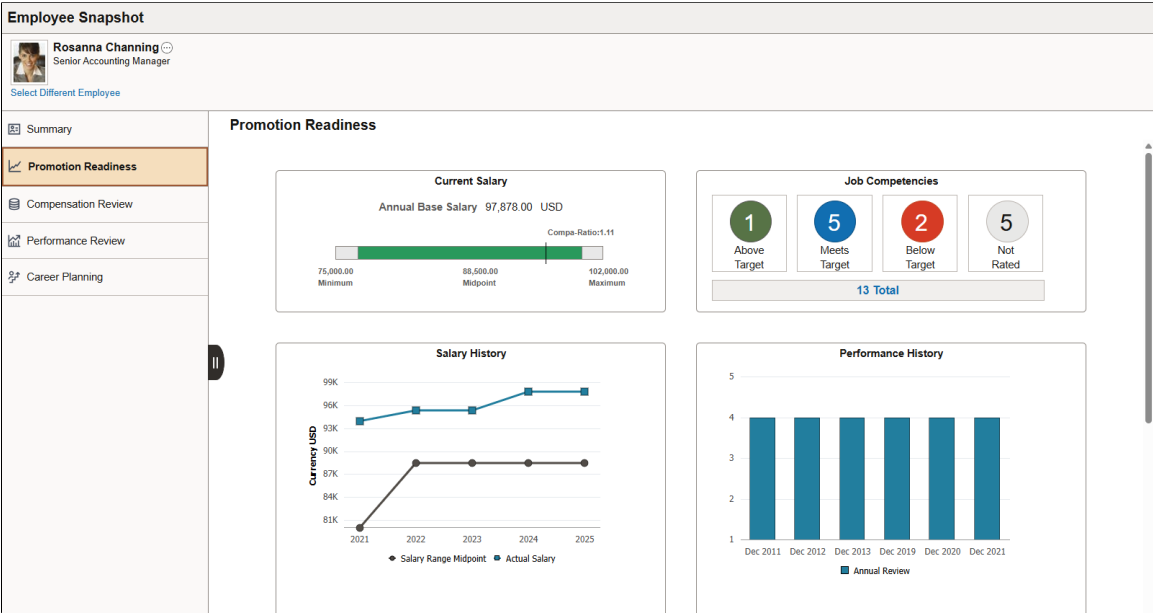 Employee Snapshot
Rosanna Channing
Senior Accounting Manager
Select Different Employee
Summary
Promotion Readiness
Compensation Review
Performance Review
Career Planning
Promotion Readiness
Current Salary
Annual Base Salary 97,878.00 USD
Compa-Ratio:1.11
75,000.00 88,500.00 102,000.00
Minimum Midpoint Maximum
Job Competencies
1 5 2 5
Above Meets Below Not
Target Target Target Rated
13 Total
Salary History
99K
96K
93K
90K
87K
84K
81K
Currency USD
2021 2022 2023 2024 2025
Salary Range Midpoint Actual Salary
Performance History
5
4
3
2
1
Dec 2011 Dec 2012 Dec 2013 Dec 2019 Dec 2020 Dec 2021
Annual Review